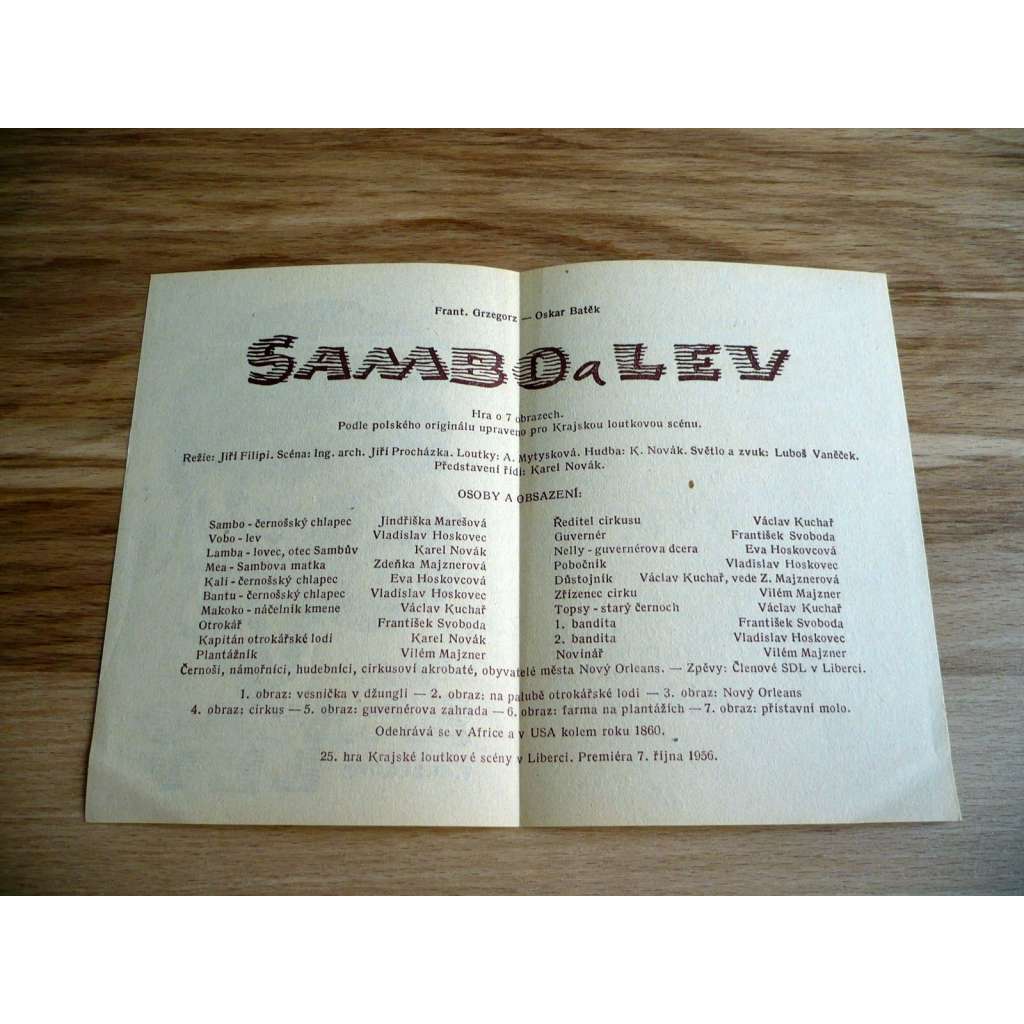 Frant. Grzegorz — Oskar Batěk
SAMBO a LEV
Hra o 7 obrazech.
Podle polského originálu upraveno pro Krajskou loutkovou scénu.
Režie: Jiří Filipi. Scéna: Ing. arch. Jiří Procházka. Loutky: A. Mytysková. Hudba: K. Novák. Světlo a zvuk: Luboš Vaněček.
Představení řídí: Karel Novák.
OSOBY A OBSAZENÍ:
Sambo - černošský chlapec Jindřiška Marešová
Vobo - lev Vladislav Hoskovec
Lamba - lovec, otec Sambův Karel Novák
Mea - Sambova matka Zdeňka Majznerová
Kali - černošský chlapec Eva Hoskovcová
Bantu - černošský chlapec Vladislav Hoskovec
Makoko - náčelník kmene Václav Kuchař
Otrokář František Svoboda
Kapitán otrokářské lodi Karel Novák
Plantážník Vilém Majzner
Ředitel cirkusu Václav Kuchař
Guvernér František Svoboda
Nelly - guvernérova dcera Eva Hoskovcová
Pobočník Vladislav Hoskovec
Důstojník Václav Kuchař, vede Z. Majznerová
Zřízenec cirku Vilém Majzner
Topsy - starý černoch Václav Kuchař
1. bandita František Svoboda
2. bandita Vladislav Hoskovec
Novinář Vilém Majzner
Černoši, námořníci, hudebníci, cirkusoví akrobaté, obyvatelé města Nový Orleans. — Zpěvy: Členové SDL v Liberci.
1. obraz: vesnička v džungli — 2. obraz: na palubě otrokářské lodi — 3. obraz: Nový Orleans
4. obraz: cirkus — 5. obraz: guvernérova zahrada — 6. obraz: farma na plantážích — 7. obraz: přístavní molo.
Odehrává se v Africe a v USA kolem roku 1860.
25. hra Krajské loutkové scény v Liberci. Premiéra 7. října 1956.